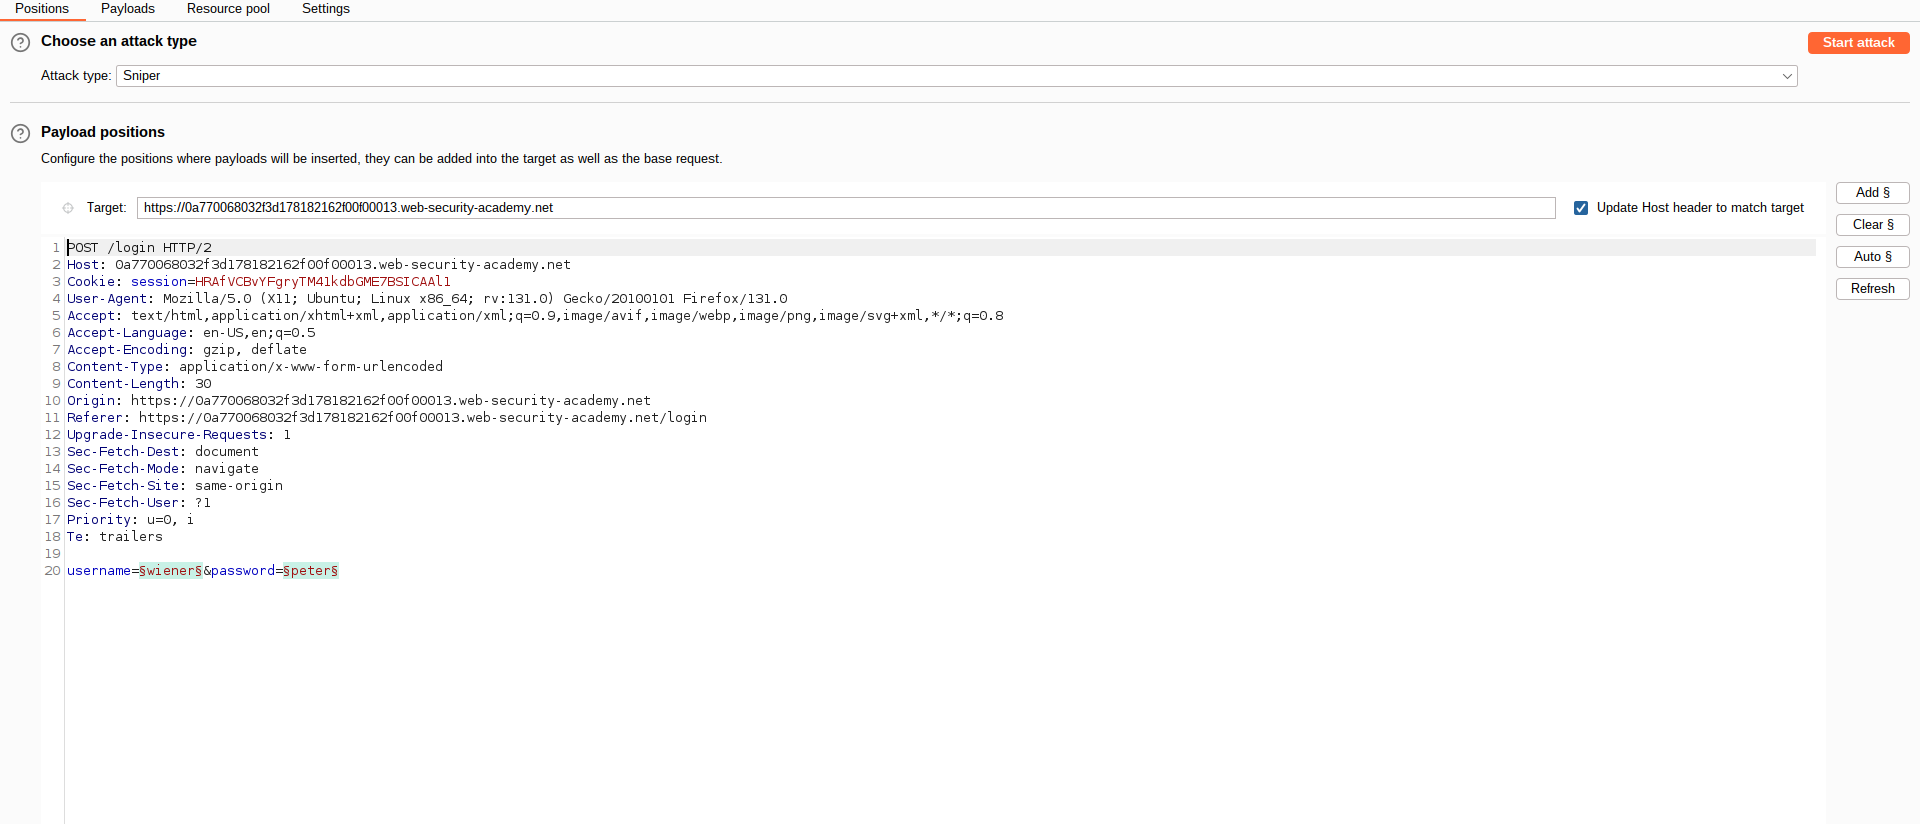 Positions Payloads Resource pool Settings
Choose an attack type
Start attack
Attack type: Sniper
Payload positions
Configure the positions where payloads will be inserted, they can be added into the target as well as the base request.
Target: https://0a770068032f3d178182162f00f00013.web-security-academy.net
Update Host header to match target
Add §
Clear §
Auto §
Refresh
1 POST /login HTTP/2
2 Host: 0a770068032f3d178182162f00f00013.web-security-academy.net
3 Cookie: session=HRAfVCBvYFgryTM41kdbGME7BSICAAl1
4 User-Agent: Mozilla/5.0 (X11; Ubuntu; Linux x86_64; rv:131.0) Gecko/20100101 Firefox/131.0
5 Accept: text/html,application/xhtml+xml,application/xml;q=0.9,image/avif,image/webp,image/png,image/svg+xml,*/*;q=0.8
6 Accept-Language: en-US,en;q=0.5
7 Accept-Encoding: gzip, deflate
8 Content-Type: application/x-www-form-urlencoded
9 Content-Length: 30
10 Origin: https://0a770068032f3d178182162f00f00013.web-security-academy.net
11 Referer: https://0a770068032f3d178182162f00f00013.web-security-academy.net/login
12 Upgrade-Insecure-Requests: 1
13 Sec-Fetch-Dest: document
14 Sec-Fetch-Mode: navigate
15 Sec-Fetch-Site: same-origin
16 Sec-Fetch-User: ?1
17 Priority: u=0, i
18 Te: trailers
19
20 username=§wiener§&password=§peter§